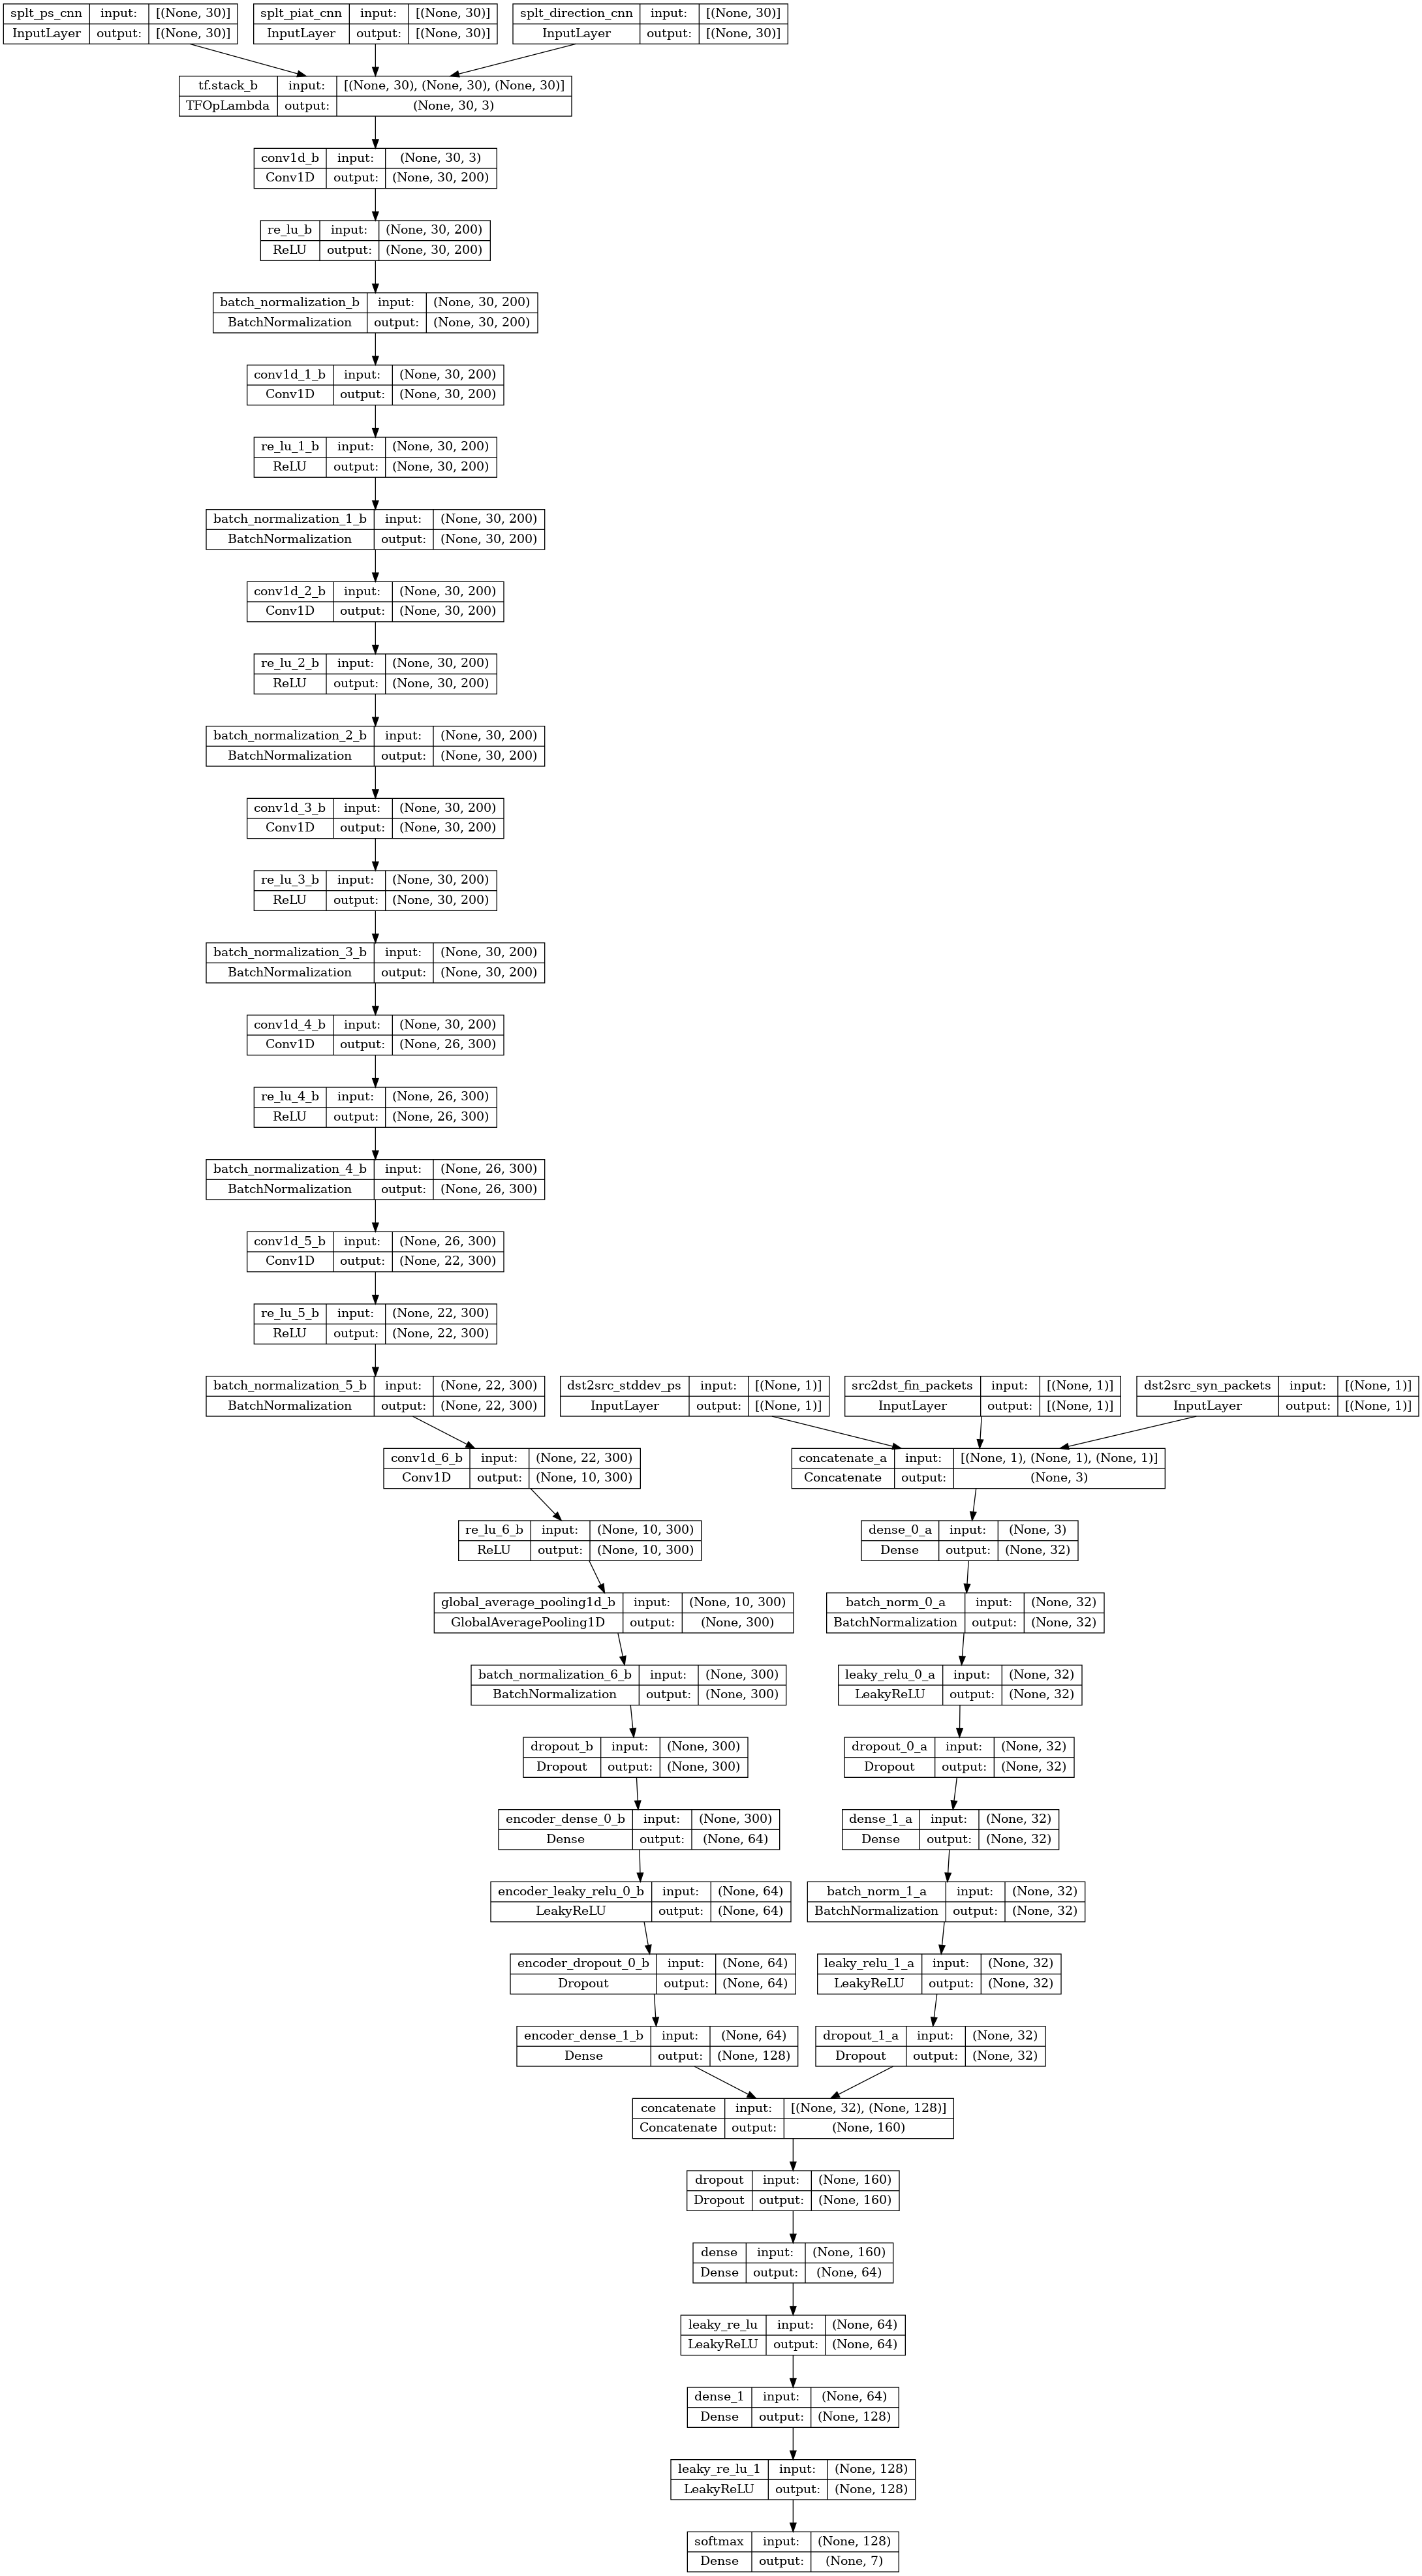 splt_ps_cnn input: [(None, 30)]
InputLayer output: [(None, 30)]
splt_piat_cnn input: [(None, 30)]
InputLayer output: [(None, 30)]
splt_direction_cnn input: [(None, 30)]
InputLayer output: [(None, 30)]
tf.stack_b input: [(None, 30), (None, 30), (None, 30)]
TFOpLambda output: (None, 30, 3)
conv1d_b input: (None, 30, 3)
Conv1D output: (None, 30, 200)
re_lu_b input: (None, 30, 200)
ReLU output: (None, 30, 200)
batch_normalization_b input: (None, 30, 200)
BatchNormalization output: (None, 30, 200)
conv1d_1_b input: (None, 30, 200)
Conv1D output: (None, 30, 200)
re_lu_1_b input: (None, 30, 200)
ReLU output: (None, 30, 200)
batch_normalization_1_b input: (None, 30, 200)
BatchNormalization output: (None, 30, 200)
conv1d_2_b input: (None, 30, 200)
Conv1D output: (None, 30, 200)
re_lu_2_b input: (None, 30, 200)
ReLU output: (None, 30, 200)
batch_normalization_2_b input: (None, 30, 200)
BatchNormalization output: (None, 30, 200)
conv1d_3_b input: (None, 30, 200)
Conv1D output: (None, 30, 200)
re_lu_3_b input: (None, 30, 200)
ReLU output: (None, 30, 200)
batch_normalization_3_b input: (None, 30, 200)
BatchNormalization output: (None, 30, 200)
conv1d_4_b input: (None, 30, 200)
Conv1D output: (None, 26, 300)
re_lu_4_b input: (None, 26, 300)
ReLU output: (None, 26, 300)
batch_normalization_4_b input: (None, 26, 300)
BatchNormalization output: (None, 26, 300)
conv1d_5_b input: (None, 26, 300)
Conv1D output: (None, 22, 300)
re_lu_5_b input: (None, 22, 300)
ReLU output: (None, 22, 300)
batch_normalization_5_b input: (None, 22, 300)
BatchNormalization output: (None, 22, 300)
dst2src_stddev_ps input: [(None, 1)]
InputLayer output: [(None, 1)]
src2dst_fin_packets input: [(None, 1)]
InputLayer output: [(None, 1)]
dst2src_syn_packets input: [(None, 1)]
InputLayer output: [(None, 1)]
conv1d_6_b input: (None, 22, 300)
Conv1D output: (None, 10, 300)
concatenate_a input: [(None, 1), (None, 1), (None, 1)]
Concatenate output: (None, 3)
re_lu_6_b input: (None, 10, 300)
ReLU output: (None, 10, 300)
dense_0_a input: (None, 3)
Dense output: (None, 32)
global_average_pooling1d_b input: (None, 10, 300)
GlobalAveragePooling1D output: (None, 300)
batch_norm_0_a input: (None, 32)
BatchNormalization output: (None, 32)
batch_normalization_6_b input: (None, 300)
BatchNormalization output: (None, 300)
leaky_relu_0_a input: (None, 32)
LeakyReLU output: (None, 32)
dropout_b input: (None, 300)
Dropout output: (None, 300)
dropout_0_a input: (None, 32)
Dropout output: (None, 32)
encoder_dense_0_b input: (None, 300)
Dense output: (None, 64)
dense_1_a input: (None, 32)
Dense output: (None, 32)
encoder_leaky_relu_0_b input: (None, 64)
LeakyReLU output: (None, 64)
batch_norm_1_a input: (None, 32)
BatchNormalization output: (None, 32)
encoder_dropout_0_b input: (None, 64)
Dropout output: (None, 64)
leaky_relu_1_a input: (None, 32)
LeakyReLU output: (None, 32)
encoder_dense_1_b input: (None, 64)
Dense output: (None, 128)
dropout_1_a input: (None, 32)
Dropout output: (None, 32)
concatenate input: [(None, 32), (None, 128)]
Concatenate output: (None, 160)
dropout input: (None, 160)
Dropout output: (None, 160)
dense input: (None, 160)
Dense output: (None, 64)
leaky_re_lu input: (None, 64)
LeakyReLU output: (None, 64)
dense_1 input: (None, 64)
Dense output: (None, 128)
leaky_re_lu_1 input: (None, 128)
LeakyReLU output: (None, 128)
softmax input: (None, 128)
Dense output: (None, 7)